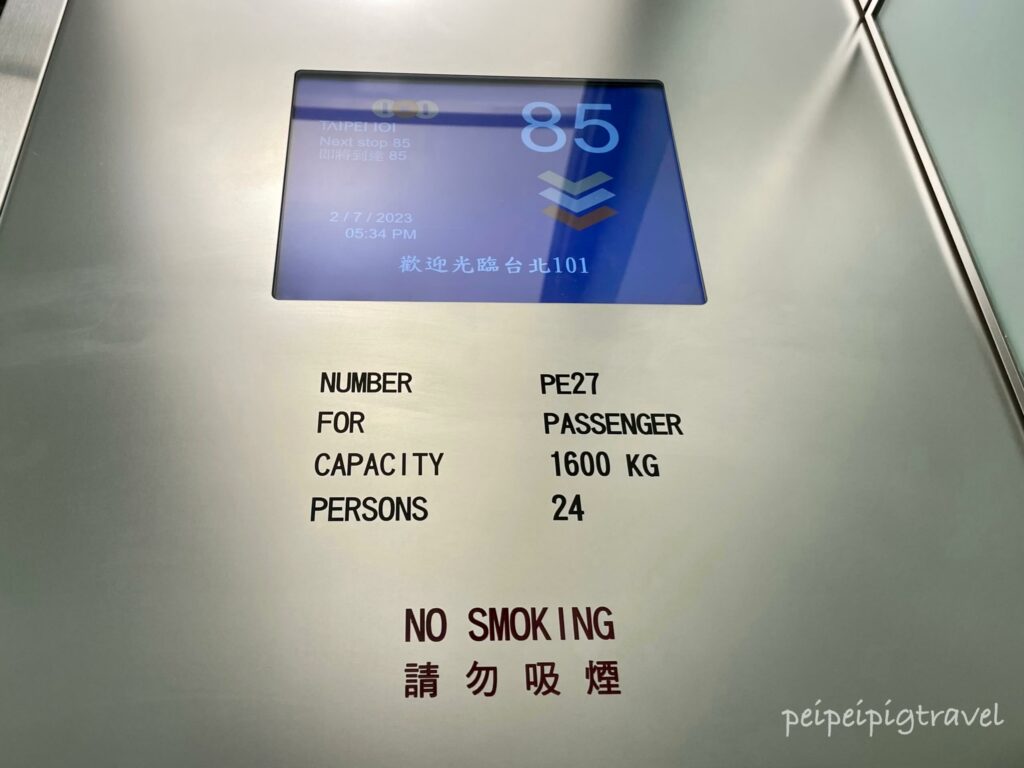 TAIPEI 101
Next stop 85
即將到達 85
85
2 / 7 / 2023
05:34 PM
歡迎光臨台北101
NUMBER PE27
FOR PASSENGER
CAPACITY 1600 KG
PERSONS 24
NO SMOKING
請勿吸煙
peipeipigtravel